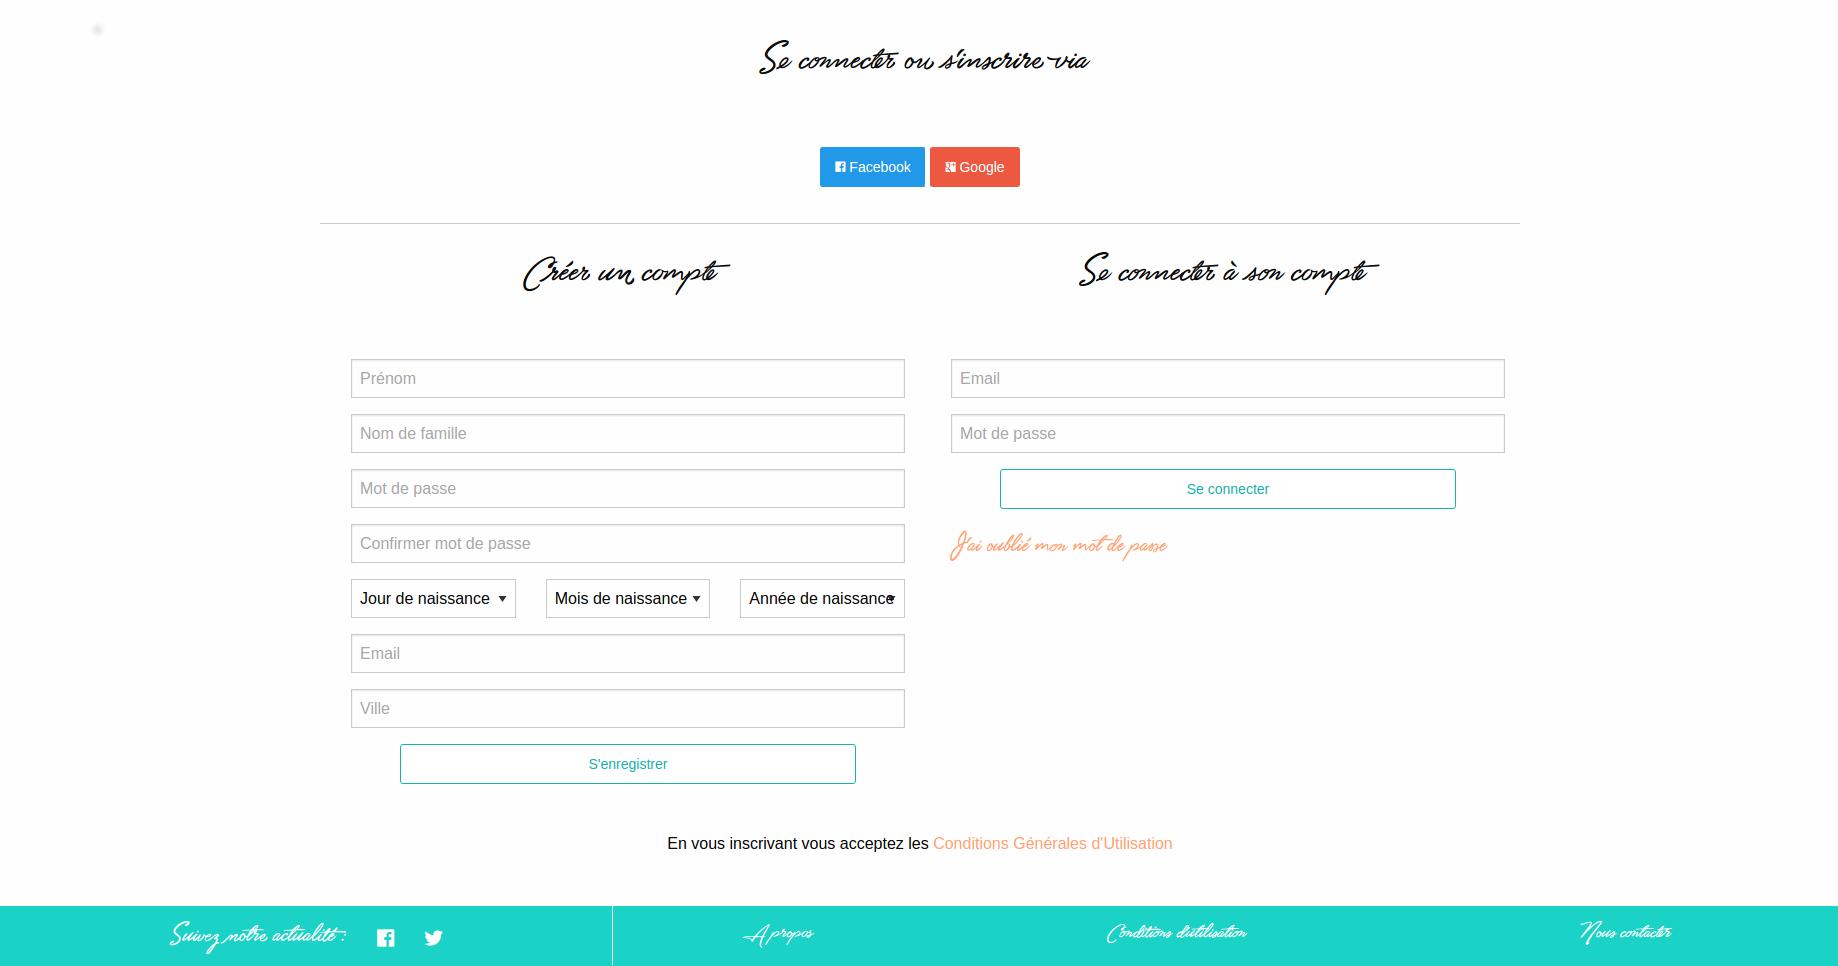 Se connecter ou s'inscrire via
Facebook Google
Créer un compte
Prénom
Nom de famille
Mot de passe
Confirmer mot de passe
Jour de naissance Mois de naissance Année de naissance
Email
Ville
S'enregistrer
Se connecter à son compte
Email
Mot de passe
Se connecter
J'ai oublié mon mot de passe
En vous inscrivant vous acceptez les Conditions Générales d'Utilisation
Suivez notre actualité : A propos Conditions d'utilisation Nous contacter